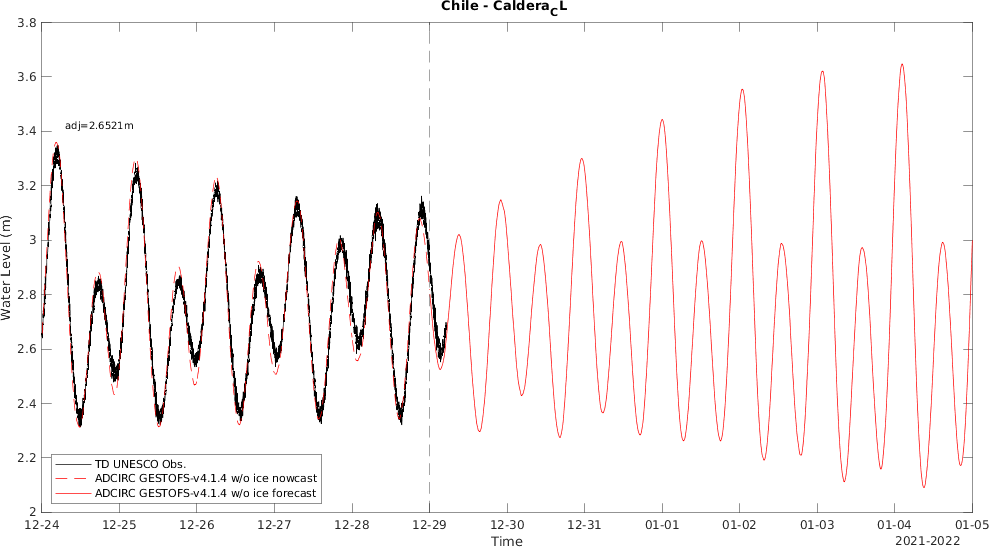 Chile - Caldera_CL
3.8
3.6
3.4
3.2
3
2.8
2.6
2.4
2.2
2
Water Level (m)
adj=2.6521m
TD UNESCO Obs.
ADCIRC GESTOFS-v4.1.4 w/o ice nowcast
ADCIRC GESTOFS-v4.1.4 w/o ice forecast
12-24 12-25 12-26 12-27 12-28 12-29 12-30 12-31 01-01 01-02 01-03 01-04 01-05
Time
2021-2022